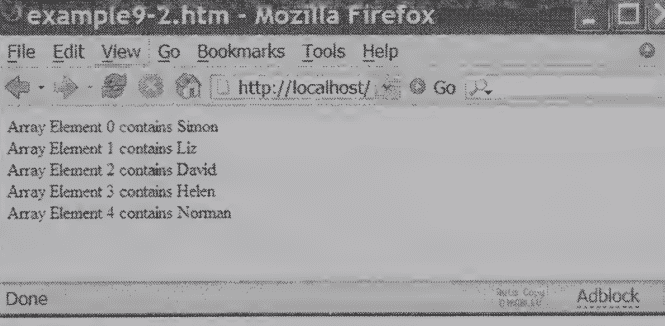 example9-2.htm - Mozilla Firefox
File Edit View Go Bookmarks Tools Help
http://localhost/ Go
Array Element 0 contains Simon
Array Element 1 contains Liz
Array Element 2 contains David
Array Element 3 contains Helen
Array Element 4 contains Norman
Done Auto Copy Adblock